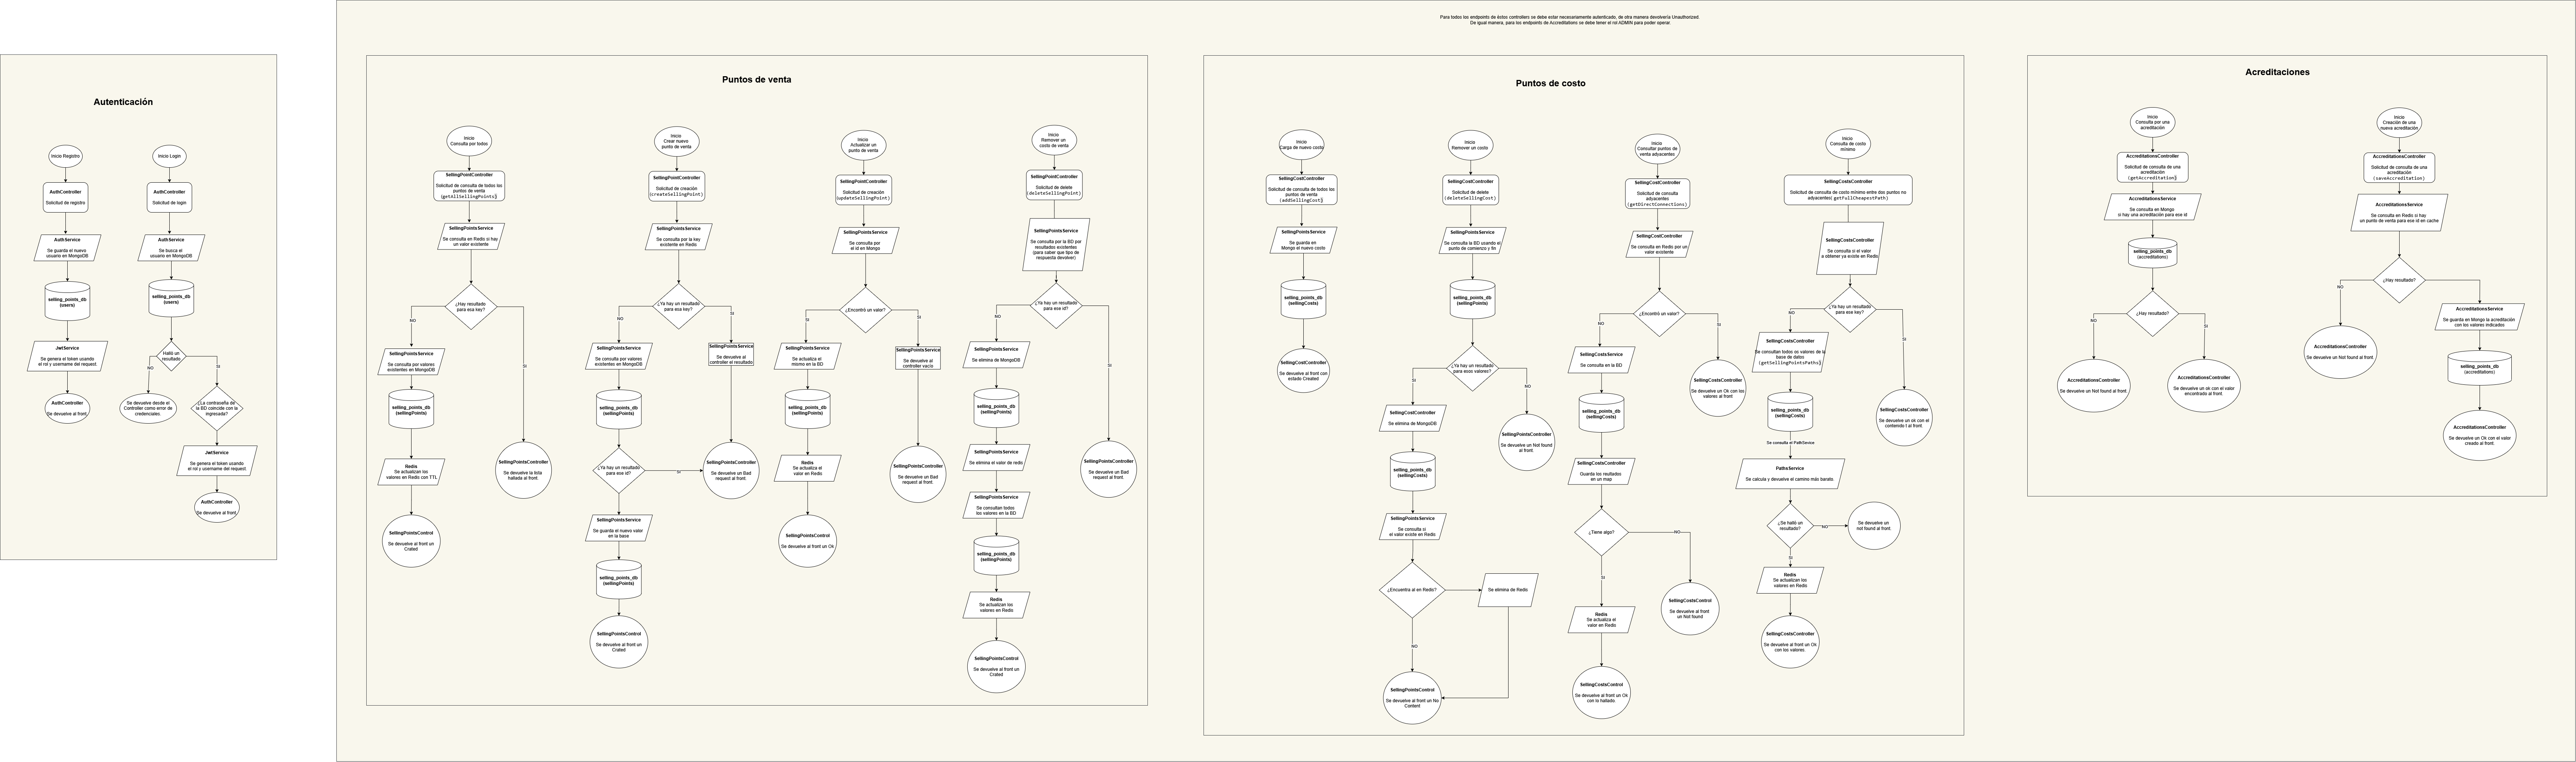 Para todos los endpoints de éstos controllers se debe estar necesariamente autenticado, de otra manera devolvería Unauthorized.
De igual manera, para los endpoints de Accreditations se debe tener el rol ADMIN para poder operar.
Autenticación
Inicio Registro
AuthController
Solicitud de registro
AuthService
Se guarda el nuevo
usuario en MongoDB
selling_points_db
(users)
JwtService
Se genera el token usando
el rol y username del request.
AuthController
Se devuelve al front.
Inicio Login
AuthController
Solicitud de login
AuthService
Se busca el
usuario en MongoDB
selling_points_db
(users)
Halló un
resultado
NO
SI
Se devuelve desde el
Controller como error de
credenciales.
¿La contraseña de
la BD coincide con la
ingresada?
JwtService
Se genera el token usando
el rol y username del request.
AuthController
Se devuelve al front.
Puntos de venta
Inicio
Consulta por todos
SellingPointController
Solicitud de consulta de todos los
puntos de venta
(getAllSellingPoints)
SellingPointsService
Se consulta en Redis si hay
un valor existente
¿Hay resultado
para ese key?
NO
SI
SellingPointsService
Se consulta por valores
existentes en MongoDB
selling_points_db
(sellingPoints)
Redis
Se actualizan los
valores en Redis con TTL
SellingPointsControl
Se devuelve al front un
Crated
SellingPointsController
Se devuelve la lista
hallada al front.
Inicio
Crear nuevo
punto de venta
SellingPointController
Solicitud de creación
(createSellingPoint)
SellingPointsService
Se consulta por la key
existente en Redis
¿Ya hay un resultado
para ese key?
NO
SI
SellingPointsService
Se consulta por valores
existentes en MongoDB
SellingPointsService
Se devuelve al
controller el resultado
selling_points_db
(sellingPoints)
¿Ya hay un resultado
para ese id?
SI
SellingPointsController
Se devuelve un Bad
request al front.
SellingPointsService
Se guarda el nuevo valor
en la base
selling_points_db
(sellingPoints)
SellingPointsControl
Se devuelve al front un
Crated
Inicio
Actualizar un
punto de venta
SellingPointController
Solicitud de creación
(updateSellingPoint)
SellingPointsService
Se consulta por
el id en Mongo
¿Encontró un valor?
SI
SI
SellingPointsService
Se actualiza el
mismo en la BD
SellingPointsService
Se devuelve al
controller vacío
selling_points_db
(sellingPoints)
Redis
Se actualiza el
valor en Redis
SellingPointsControl
Se devuelve al front un Ok
SellingPointsController
Se devuelve un Bad
request al front.
Inicio
Remover un
costo de venta
SellingPointController
Solicitud de delete
(deleteSellingPoint)
SellingPointsService
Se consulta por la BD por
resultados existentes
(para saber que tipo de
respuesta devolver)
¿Ya hay un resultado
para ese id?
NO
SI
SellingPointsService
Se elimina de MongoDB
selling_points_db
(sellingPoints)
SellingPointsService
Se elimina el valor de redis
SellingPointsService
Se consultan todos
los valores en la BD
selling_points_db
(sellingPoints)
Redis
Se actualizan los
valores en Redis
SellingPointsControl
Se devuelve al front un
Crated
SellingPointsController
Se devuelve un Bad
request al front.
Puntos de costo
Inicio
Carga de nuevo costo
SellingCostController
Solicitud de consulta de todos los
puntos de venta
(addSellingCost)
SellingPointsService
Se guarda en
Mongo el nuevo costo
selling_points_db
(sellingCosts)
SellingCostController
Se devuelve al front con
estado Created
Inicio
Remover un costo
SellingCostsController
Solicitud de delete
(deleteSellingCost)
SellingPointsService
Se consulta la BD usando el
punto de comienzo y fin
selling_points_db
(sellingPoints)
¿Ya hay un resultado
para esos valores?
SI
NO
SellingCostController
Se elimina de MongoDB
SellingPointsController
Se devuelve un Not found
al front.
selling_points_db
(sellingCosts)
SellingPointsService
Se consulta si
el valor existe en Redis
¿Encuentra al en Redis?
Se elimina de Redis
NO
SellingPointsControl
Se devuelve al front un No
Content
Inicio
Consultar puntos de
venta adyacentes
SellingCostController
Solicitud de consulta
adyacentes
(getDirectConnections)
SellingCostController
Se consulta en Redis por un
valor existente
¿Encontró un valor?
NO
SI
SellingCostsService
Se consulta en la BD
SellingCostsController
Se devuelve un Ok con los
valores al front
selling_points_db
(sellingCosts)
SellingCostsController
Guarda los reultados
en un map
¿Tiene algo?
NO
SI
SellingCostsControl
Se devuelve al front
un Not found
Redis
Se actualiza el
valor en Redis
SellingCostsControl
Se devuelve al front un Ok
con lo hallado
Inicio
Consulta de costo
mínimo
SellingCostsController
Solicitud de consulta de costo mínimo entre dos puntos no
adyacentes( getFullCheapestPath)
SellingCostsController
Se consulta si el valor
a obtener ya existe en Redis
¿Ya hay un resultado
para ese key?
NO
SI
SellingCostsController
Se consultan todos os valores de la
base de datos
(getSellingPointsPaths)
selling_points_db
(sellingCosts)
SellingCostsController
Se devuelve un ok con el
contenido t al front.
Se consulta el PathSevice
PathsService
Se calcula y devuelve el camino más barato.
¿Se halló un
resultado?
NO
Se devuelve un
not found al front
SI
Redis
Se actualizan los
valores en Redis
SellingCostsController
Se devuelve al front un Ok
con los valores.
Acreditaciones
Inicio
Consulta por una
acreditación
AccreditationsController
Solicitud de consulta de una
acreditación
(getAccreditation)
AccreditationsService
Se consulta en Mongo
si hay una acreditación para ese id
selling_points_db
(accreditations)
¿Hay resultado?
NO
SI
AccreditationsController
Se devuelve un Not found al front.
AccreditationsController
Se devuelve un ok con el valor
encontrado al front.
Inicio
Creación de una
nueva acreditación
AccreditationsController
Solicitud de consulta de una
acreditación
(saveAccreditation)
AccreditationsService
Se consulta en Redis si hay
un punto de venta para ese id en cache
¿Hay resultado?
NO
SI
AccreditationsService
Se guarda en Mongo la acreditación
con los valores indicados
AccreditationsController
Se devuelve un Not found al front.
selling_points_db
(accreditations)
AccreditationsController
Se devuelve un Ok con el valor
creado al front